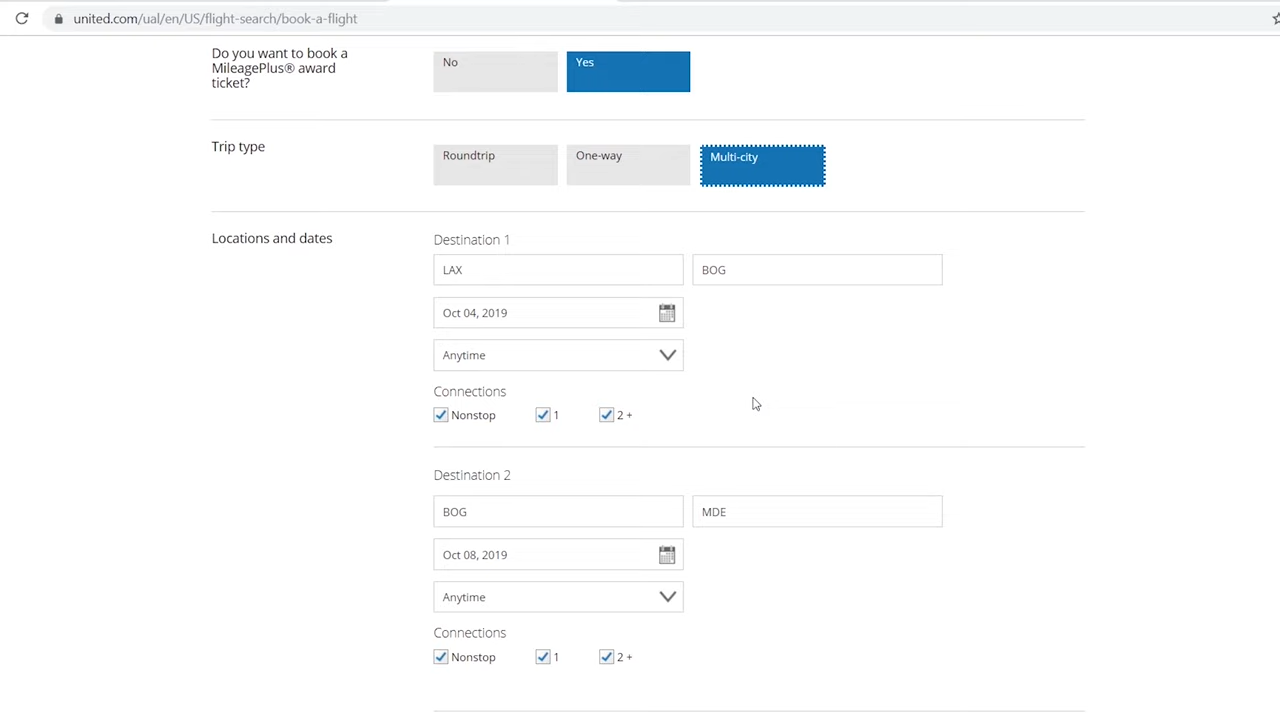 united.com/ual/en/US/flight-search/book-a-flight
Do you want to book a
MileagePlus® award
ticket?
No
Yes
Trip type
Roundtrip
One-way
Multi-city
Locations and dates
Destination 1
LAX
BOG
Oct 04, 2019
Anytime
Connections
Nonstop
1
2 +
Destination 2
BOG
MDE
Oct 08, 2019
Anytime
Connections
Nonstop
1
2 +